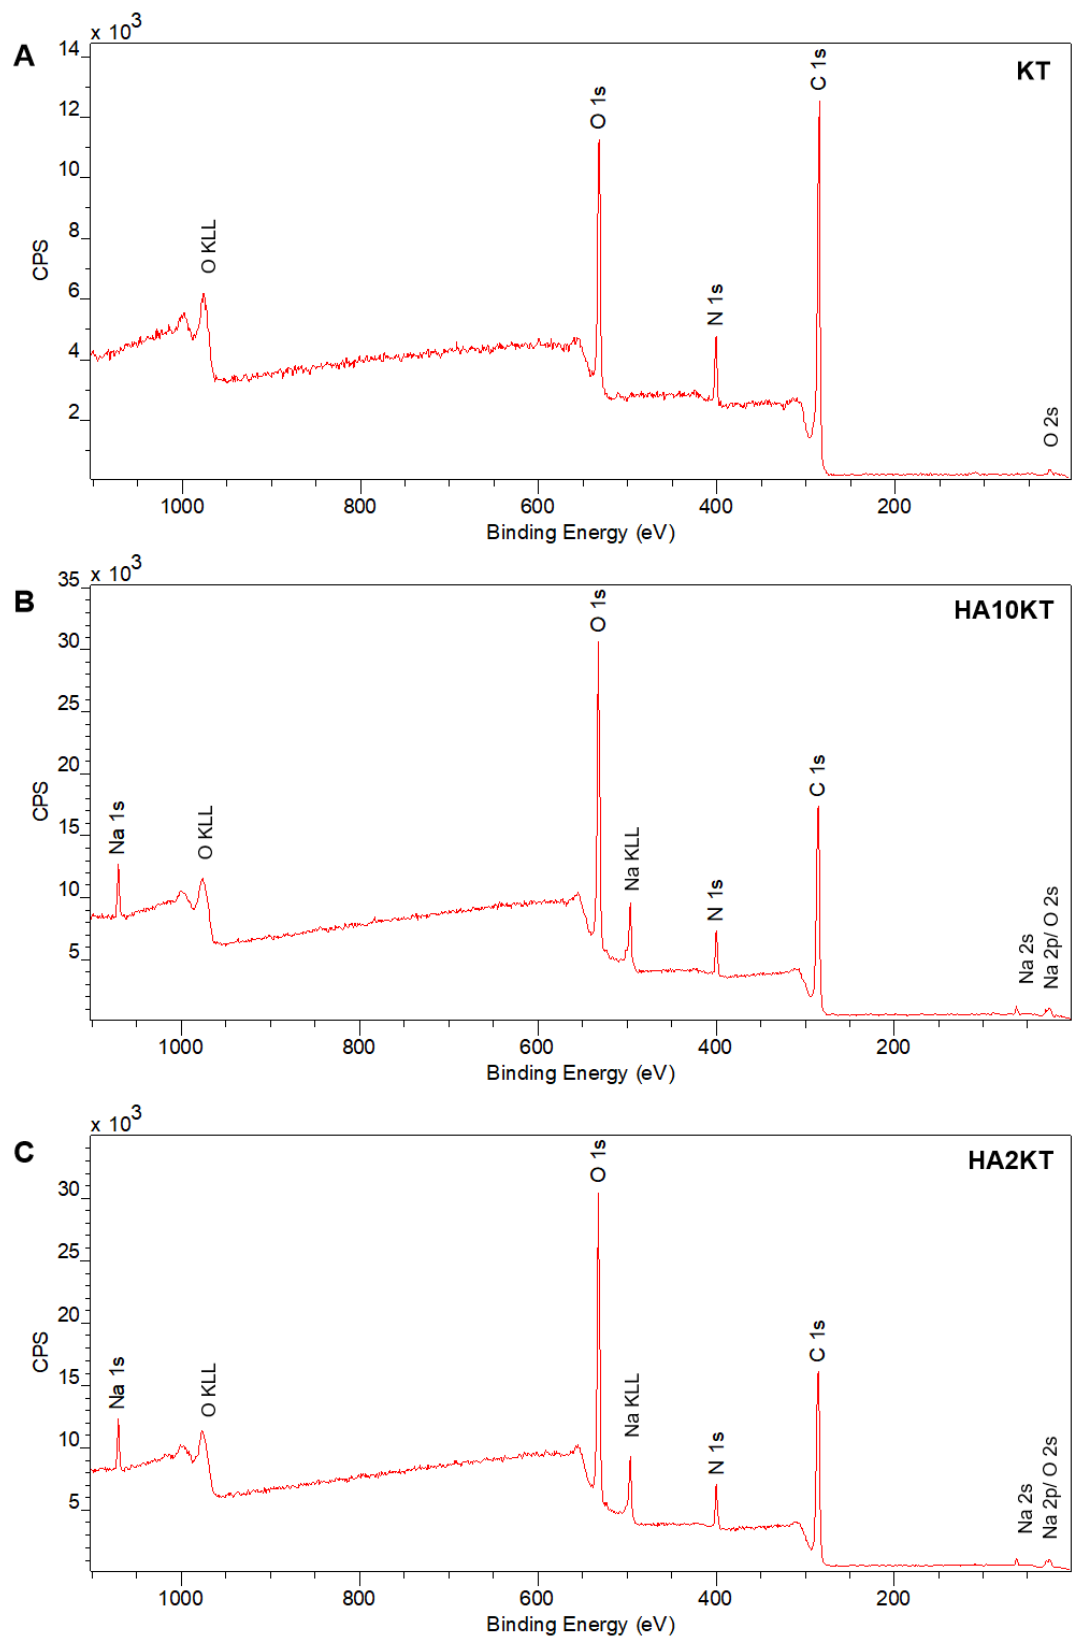 A
x 10³
KT
14
12
10
8
6
4
2
CPS
O KLL
O 1s
N 1s
C 1s
O 2s
1000 800 600 400 200
Binding Energy (eV)
B
x 10³
HA10KT
35
30
25
20
15
10
5
CPS
Na 1s
O KLL
O 1s
Na KLL
N 1s
C 1s
Na 2s
Na 2p/ O 2s
1000 800 600 400 200
Binding Energy (eV)
C
x 10³
HA2KT
30
25
20
15
10
5
CPS
Na 1s
O KLL
O 1s
Na KLL
N 1s
C 1s
Na 2s
Na 2p/ O 2s
1000 800 600 400 200
Binding Energy (eV)